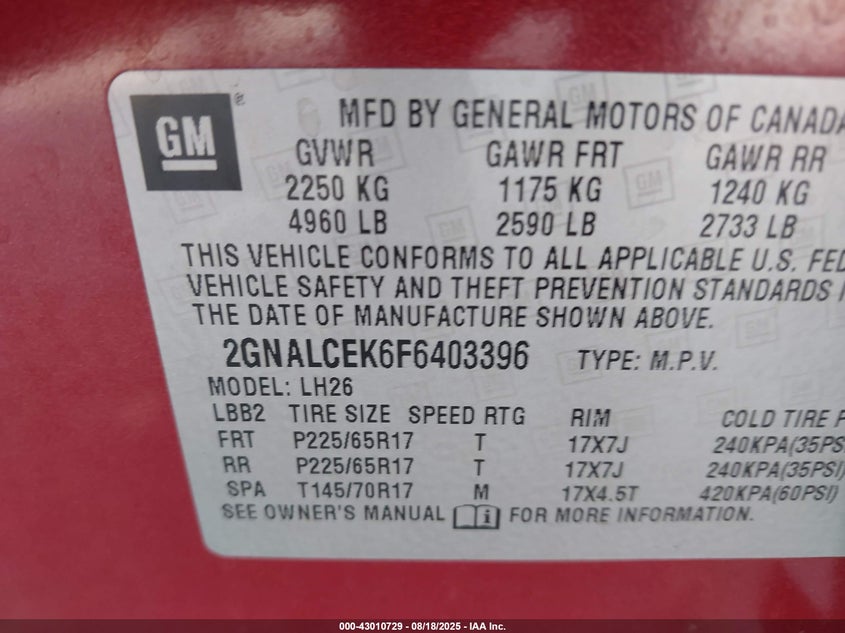 GM ®
MFD BY GENERAL MOTORS OF CANADA
GVWR GAWR FRT GAWR RR
2250 KG 1175 KG 1240 KG
4960 LB 2590 LB 2733 LB
THIS VEHICLE CONFORMS TO ALL APPLICABLE U.S. FED
VEHICLE SAFETY AND THEFT PREVENTION STANDARDS
THE DATE OF MANUFACTURE SHOWN ABOVE.
2GNALCEK6F6403396 TYPE: M.P.V.
MODEL: LH26
LBB2 TIRE SIZE SPEED RTG RIM COLD TIRE P
FRT P225/65R17 T 17X7J 240KPA(35PS
RR P225/65R17 T 17X7J 240KPA(35PSI)
SPA T145/70R17 M 17X4.5T 420KPA(60PSI)
SEE OWNER'S MANUAL FOR MORE INFORMATION.
000-43010729 - 08/18/2025 - IAA Inc.